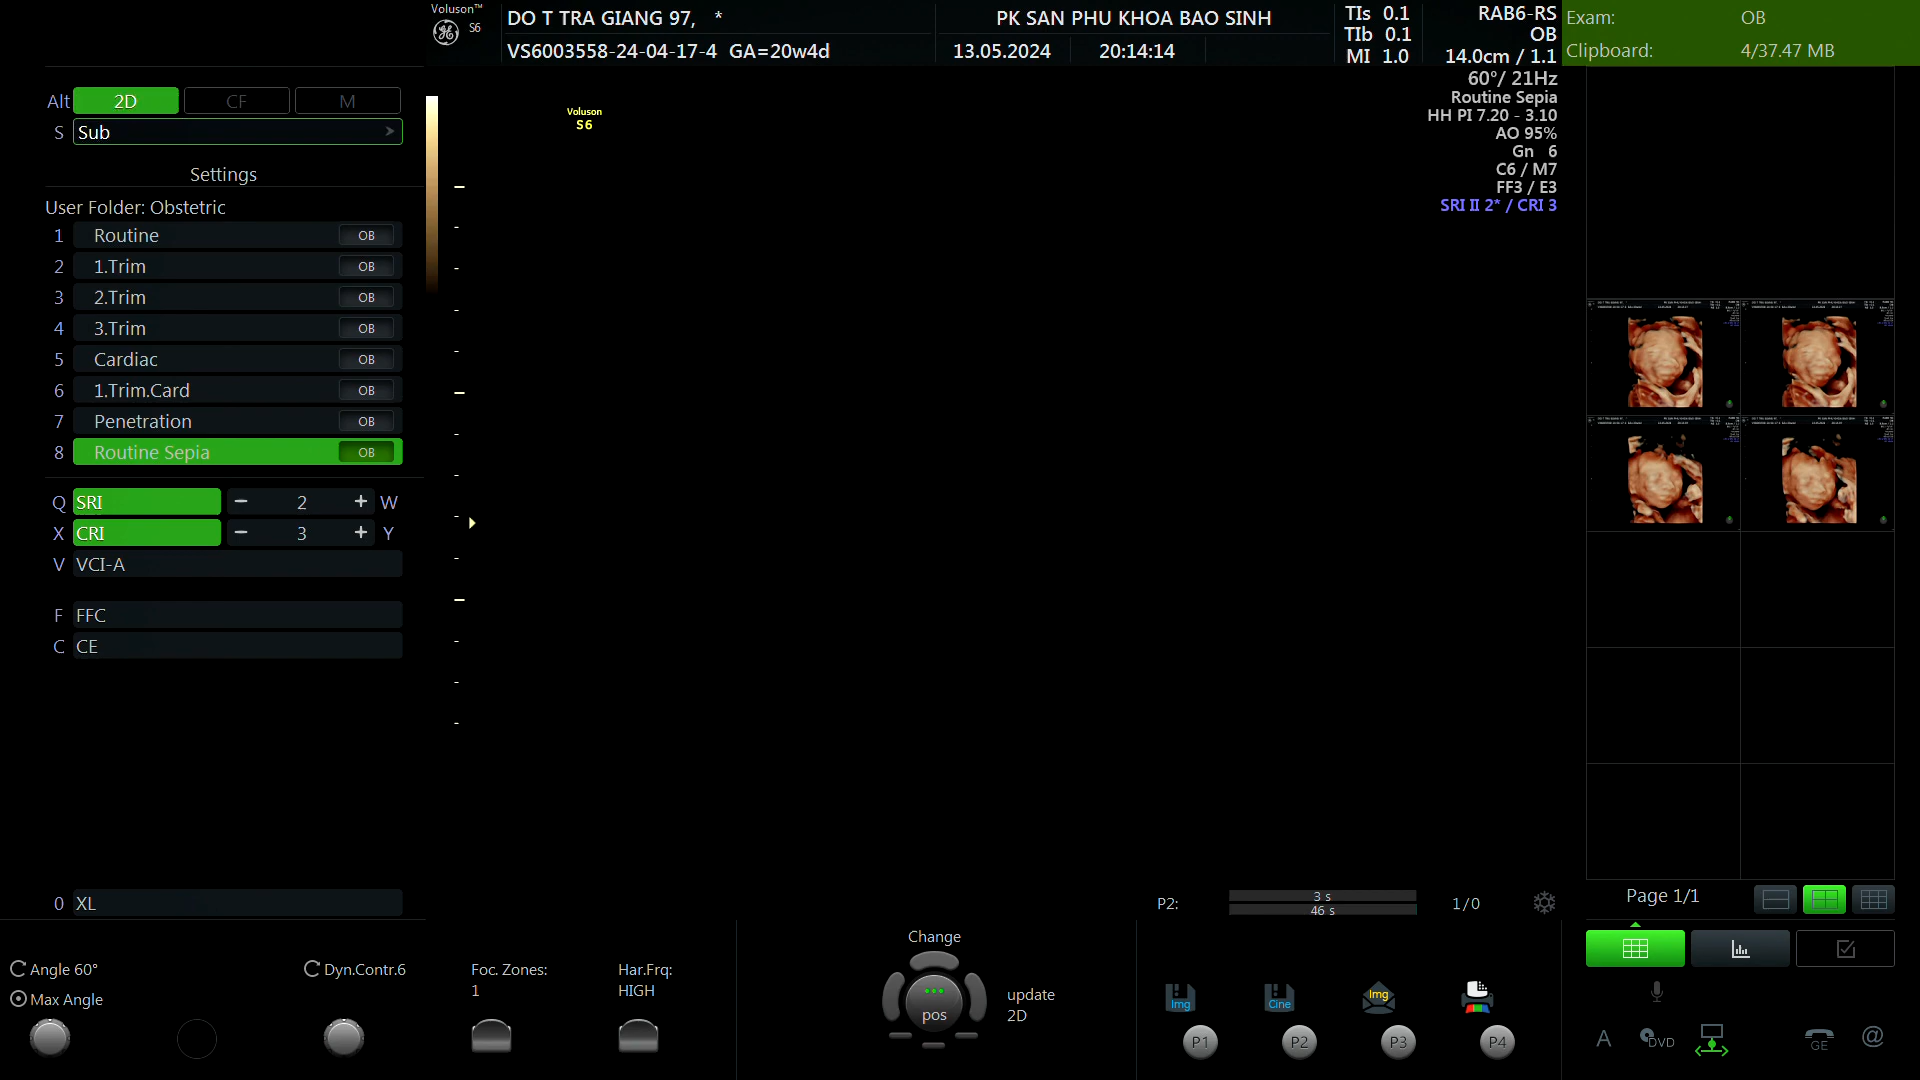 Voluson™
S6
DO T TRA GIANG 97, *
PK SAN PHU KHOA BAO SINH
VS6003558-24-04-17-4 GA=20w4d
13.05.2024 20:14:14
TIs 0.1
TIb 0.1
MI 1.0
RAB6-RS
OB
14.0cm / 1.1
60°/ 21Hz
Routine Sepia
HH PI 7.20 - 3.10
AO 95%
Gn 6
C6 / M7
FF3 / E3
SRI II 2* / CRI 3
Exam: OB
Clipboard: 4/37.47 MB
Alt 2D CF M
S Sub >
Settings
User Folder: Obstetric
1 Routine OB
2 1.Trim OB
3 2.Trim OB
4 3.Trim OB
5 Cardiac OB
6 1.Trim.Card OB
7 Penetration OB
8 Routine Sepia OB
Q SRI − 2 + W
X CRI − 3 + Y
V VCI-A
F FFC
C CE
0 XL
Voluson
S6
P2: 3 s
46 s
1/0
Page 1/1
Angle 60°
Max Angle
Dyn.Contr.6
Foc. Zones:
1
Har.Frq:
HIGH
Change
pos
update
2D
Img
Cine
Img
P1 P2 P3 P4
A DVD GE @